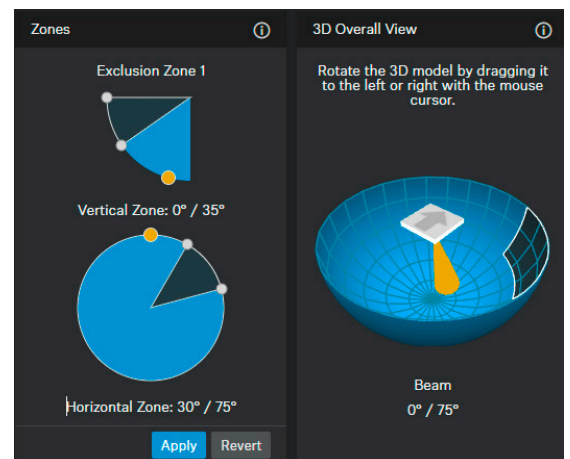 Zones
Exclusion Zone 1
Vertical Zone: 0° / 35°
Horizontal Zone: 30° / 75°
Apply Revert
3D Overall View
Rotate the 3D model by dragging it
to the left or right with the mouse
cursor.
Beam
0° / 75°